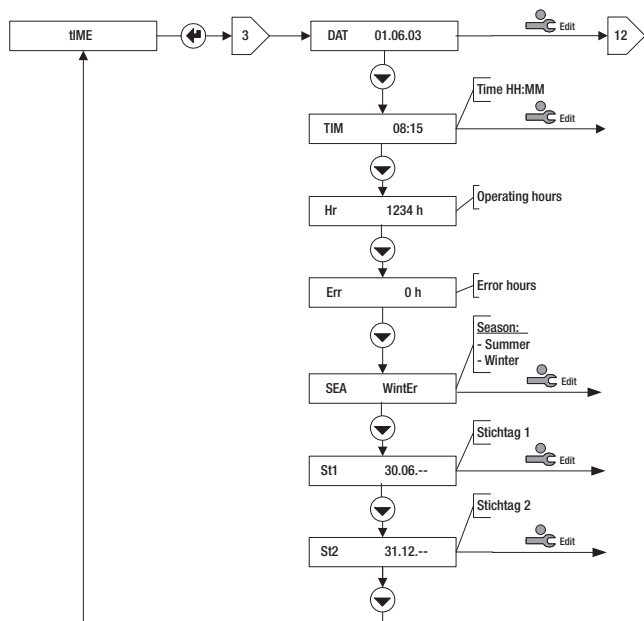 tIME
3
DAT 01.06.03
Edit
12
Time HH:MM
TIM 08:15
Edit
Hr 1234 h
Operating hours
Err 0 h
Error hours
Season:
- Summer
- Winter
SEA WintEr
Edit
Stichtag 1
St1 30.06.--
Edit
Stichtag 2
St2 31.12.--
Edit